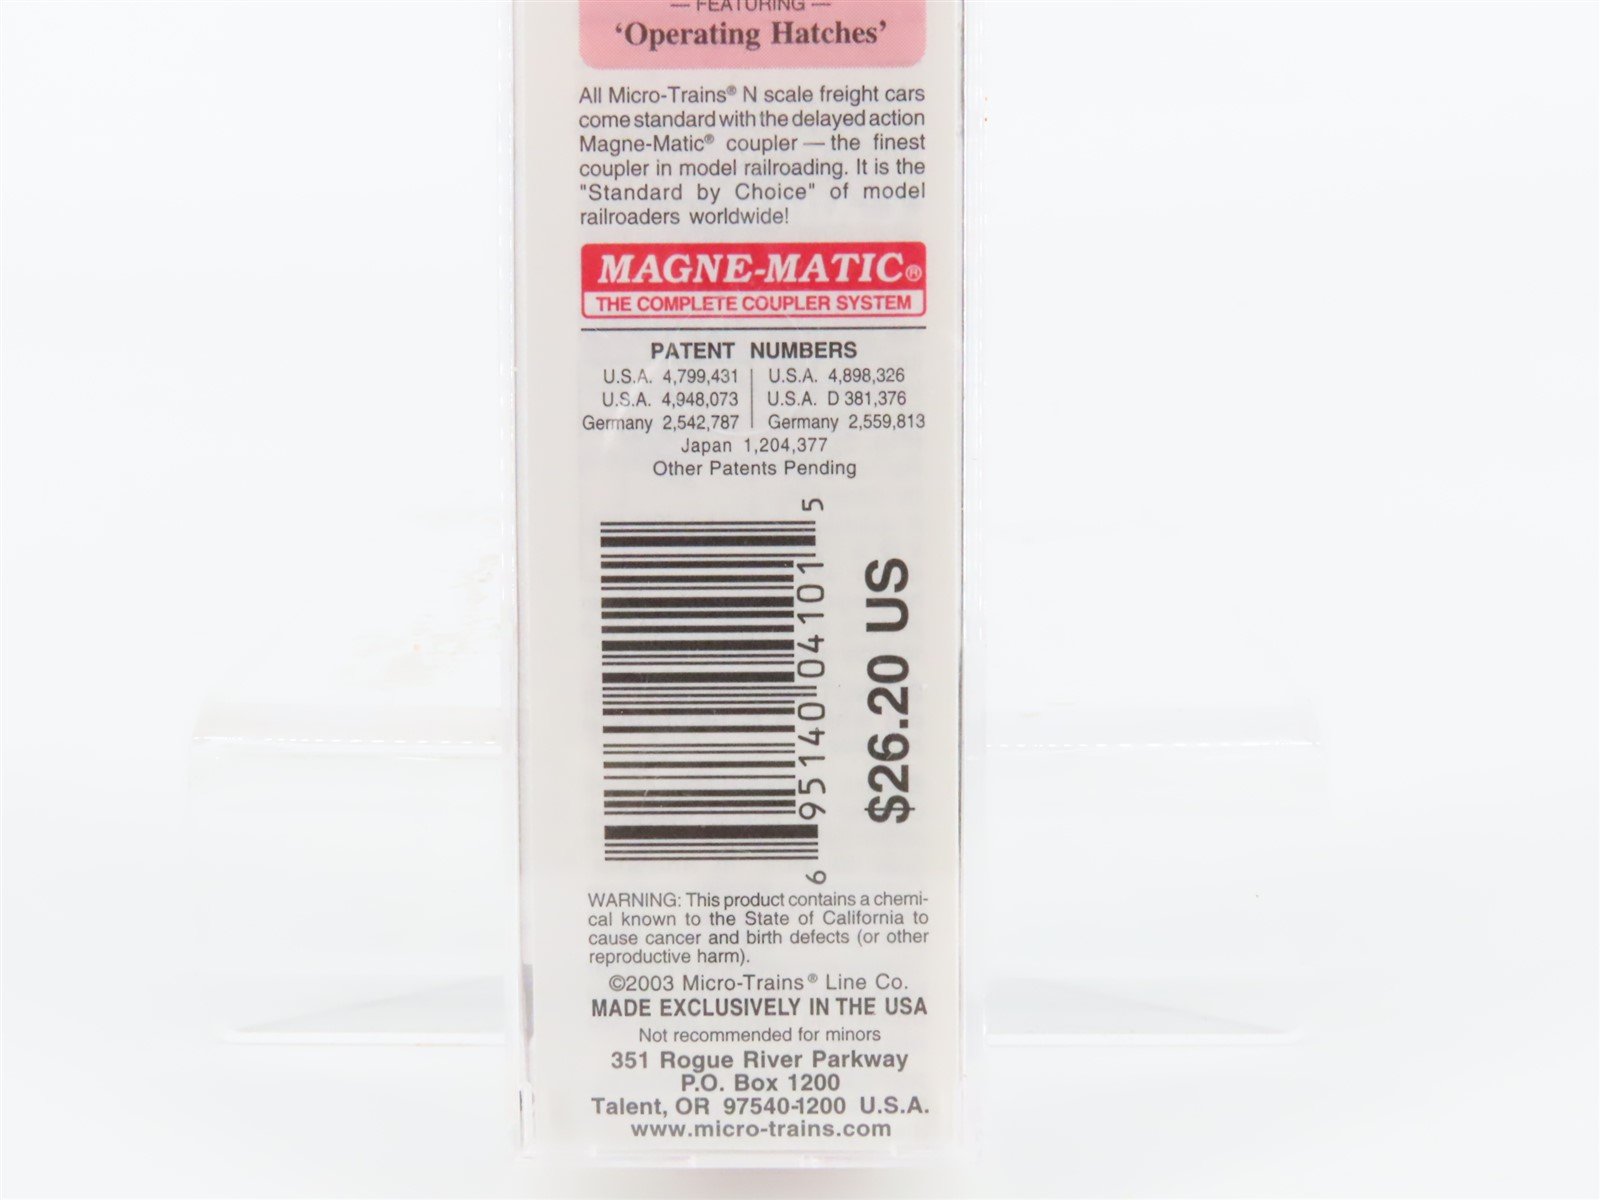 — FEATURING —
‘Operating Hatches’
All Micro-Trains® N scale freight cars
come standard with the delayed action
Magne-Matic® coupler — the finest
coupler in model railroading. It is the
"Standard by Choice" of model
railroaders worldwide!
MAGNE-MATIC®
THE COMPLETE COUPLER SYSTEM
PATENT NUMBERS
U.S.A. 4,799,431 | U.S.A. 4,898,326
U.S.A. 4,948,073 | U.S.A. D 381,376
Germany 2,542,787 | Germany 2,559,813
Japan 1,204,377
Other Patents Pending
6 95140 04101 5
$26.20 US
WARNING: This product contains a chemi-
cal known to the State of California to
cause cancer and birth defects (or other
reproductive harm).
©2003 Micro-Trains® Line Co.
MADE EXCLUSIVELY IN THE USA
Not recommended for minors
351 Rogue River Parkway
P.O. Box 1200
Talent, OR 97540-1200 U.S.A.
www.micro-trains.com